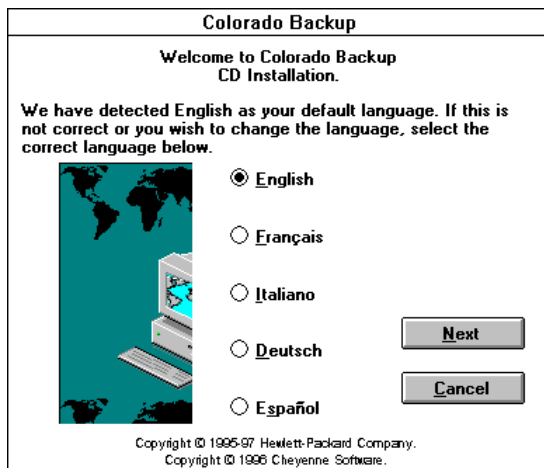 Colorado Backup
Welcome to Colorado Backup
CD Installation.
We have detected English as your default language. If this is
not correct or you wish to change the language, select the
correct language below.
English
Français
Italiano
Deutsch
Español
Next
Cancel
Copyright © 1995-97 Hewlett-Packard Company.
Copyright © 1996 Cheyenne Software.